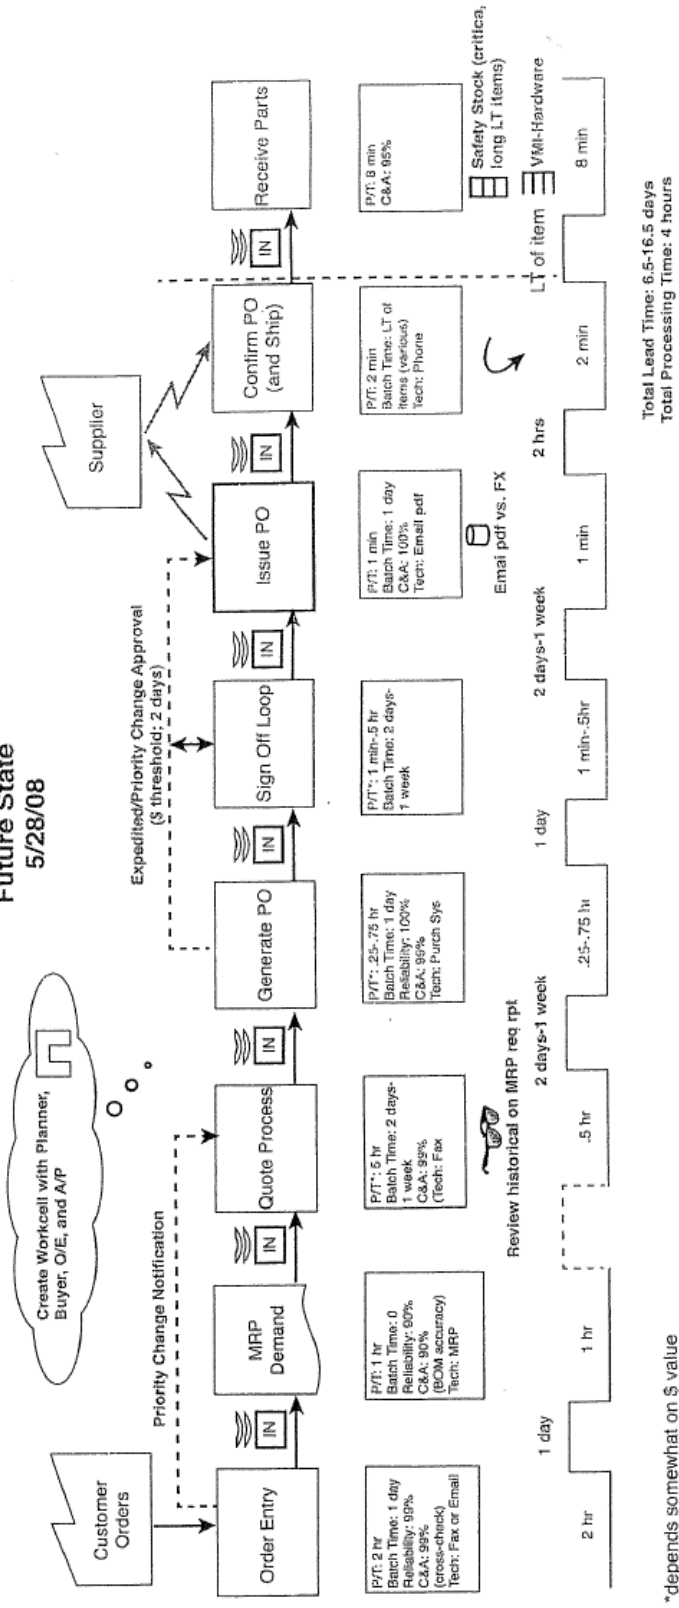 Future State
5/28/08
Create Workcell with Planner,
Buyer, O/E, and A/P
Customer
Orders
Supplier
Priority Change Notification
Expedited/Priority Change Approval
($ threshold: 2 days)
Order Entry
IN
MRP
Demand
IN
Quote Process
IN
Generate PO
IN
Sign Off Loop
IN
Issue PO
IN
Confirm PO
(and Ship)
IN
Receive Parts
P/T: 2 hr
Batch Time: 1 day
Reliability: 99%
C&A: 99%
(cross-check)
Tech: Fax or Email
P/T: 1 hr
Batch Time: 0
Reliability: 90%
C&A: 90%
(BOM accuracy)
Tech: MRP
P/T*: 5 hr
Batch Time: 2 days-
1 week
C&A: 99%
(Tech: Fax
P/T*: .25-.75 hr
Batch Time: 1 day
Reliability: 100%
C&A: 99%
Tech: Purch Sys
P/T*: 1 min-.5 hr
Batch Time: 2 days-
1 week
P/T: 1 min
Batch Time: 1 day
C&A: 100%
Tech: Email pdf
P/T: 2 min
Batch Time: LT of
items (various)
Tech: Phone
P/T: 8 min
C&A: 95%
Review historical on MRP req rpt
Emai pdf vs. FX
Safety Stock (critica,
long LT items)
VMI-Hardware
1 day
2 days-1 week
1 day
2 days-1 week
2 hrs
LT of item
2 hr
1 hr
.5 hr
.25-.75 hr
1 min-.5hr
1 min
2 min
8 min
Total Lead Time: 6.5-16.5 days
Total Processing Time: 4 hours
*depends somewhat on $ value